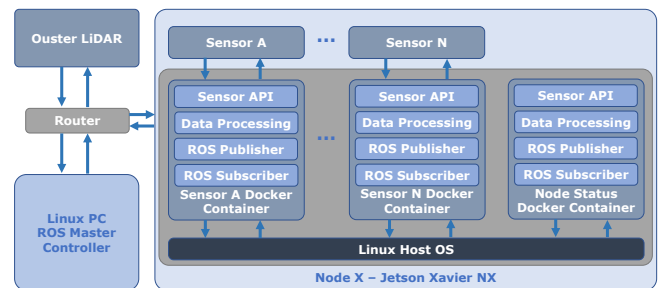 Ouster LiDAR
Router
Linux PC
ROS Master
Controller
Sensor A
...
Sensor N
Sensor API
Data Processing
ROS Publisher
ROS Subscriber
Sensor A Docker
Container
...
Sensor API
Data Processing
ROS Publisher
ROS Subscriber
Sensor N Docker
Container
Sensor API
Data Processing
ROS Publisher
ROS Subscriber
Node Status
Docker Container
Linux Host OS
Node X – Jetson Xavier NX